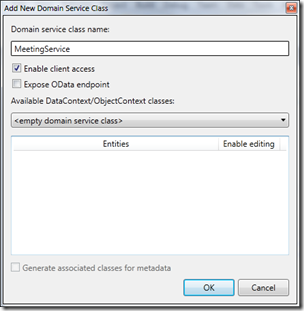 Add New Domain Service Class
Domain service class name:
MeetingService
Enable client access
Expose OData endpoint
Available DataContext/ObjectContext classes:
<empty domain service class>
Entities
Enable editing
Generate associated classes for metadata
OK
Cancel